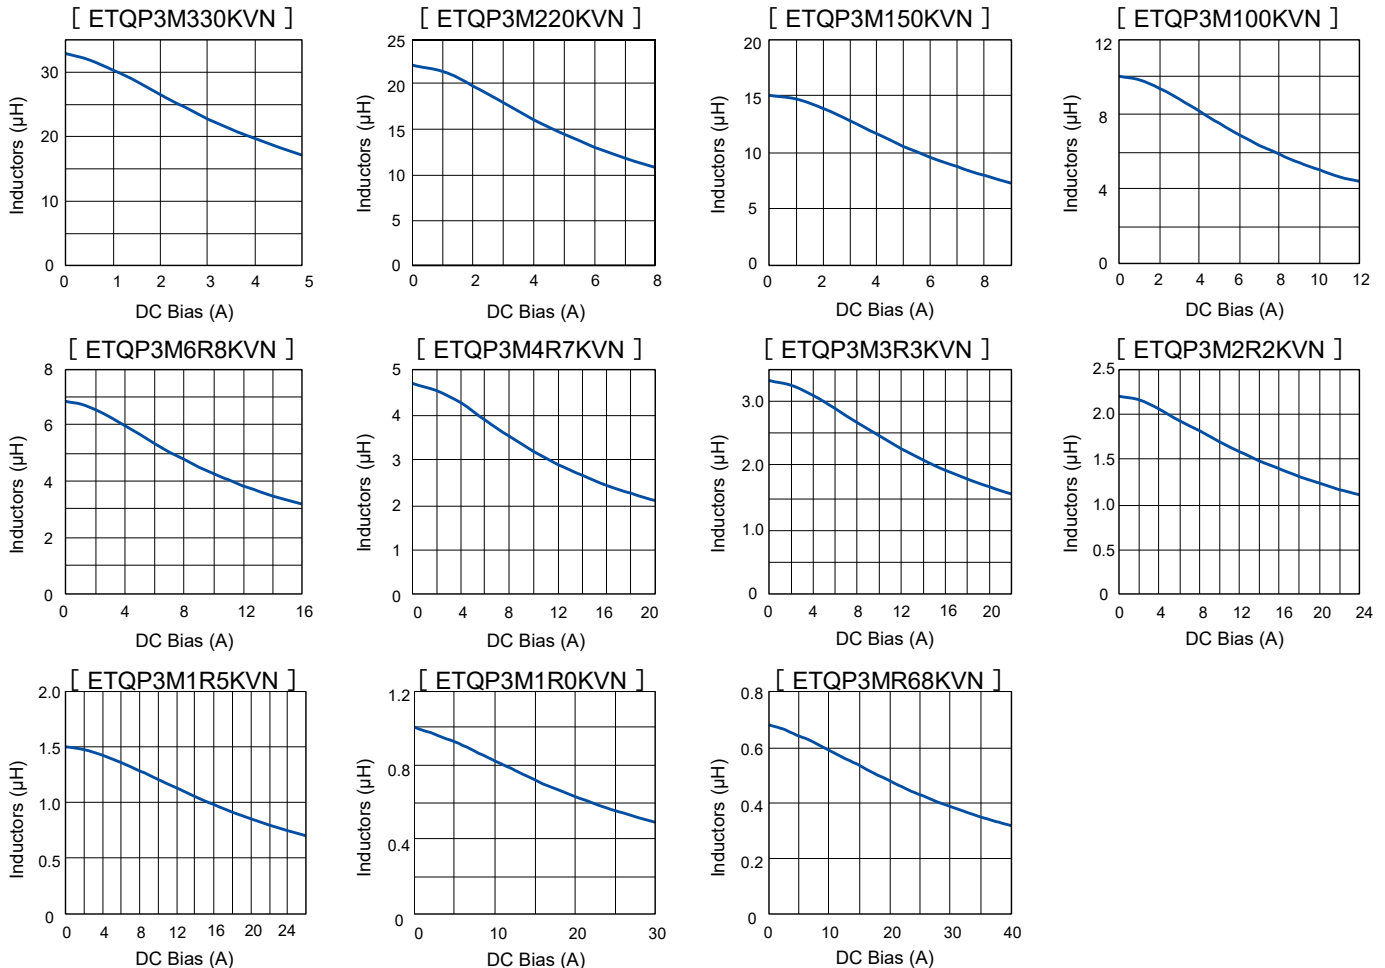 [ ETQP3M330KVN ]
30
20
10
0
0 1 2 3 4 5
Inductors (μH)
DC Bias (A)
[ ETQP3M220KVN ]
25
20
15
10
5
0
0 2 4 6 8
Inductors (μH)
DC Bias (A)
[ ETQP3M150KVN ]
20
15
10
5
0
0 2 4 6 8
Inductors (μH)
DC Bias (A)
[ ETQP3M100KVN ]
12
8
4
0
0 2 4 6 8 10 12
Inductors (μH)
DC Bias (A)
[ ETQP3M6R8KVN ]
8
6
4
2
0
0 4 8 12 16
Inductors (μH)
DC Bias (A)
[ ETQP3M4R7KVN ]
5
4
3
2
1
0
0 4 8 12 16 20
Inductors (μH)
DC Bias (A)
[ ETQP3M3R3KVN ]
3.0
2.0
1.0
0
0 4 8 12 16 20
Inductors (μH)
DC Bias (A)
[ ETQP3M2R2KVN ]
2.5
2.0
1.5
1.0
0.5
0
0 4 8 12 16 20 24
Inductors (μH)
DC Bias (A)
[ ETQP3M1R5KVN ]
2.0
1.5
1.0
0.5
0
0 4 8 12 16 20 24
Inductors (μH)
DC Bias (A)
[ ETQP3M1R0KVN ]
1.2
0.8
0.4
0
0 10 20 30
Inductors (μH)
DC Bias (A)
[ ETQP3MR68KVN ]
0.8
0.6
0.4
0.2
0
0 10 20 30 40
Inductors (μH)
DC Bias (A)